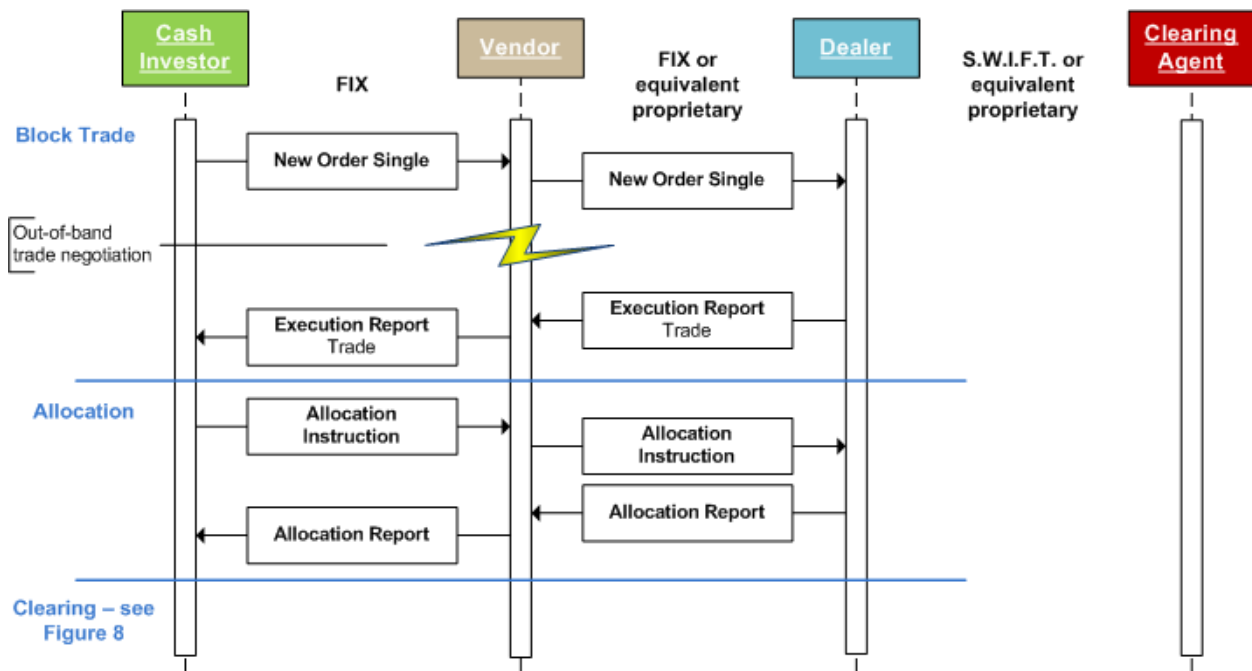 Cash
Investor
Vendor
Dealer
Clearing
Agent
FIX
FIX or
equivalent
proprietary
S.W.I.F.T. or
equivalent
proprietary
Block Trade
New Order Single
New Order Single
Out-of-band
trade negotiation
Execution Report
Trade
Execution Report
Trade
Allocation
Allocation
Instruction
Allocation
Instruction
Allocation Report
Allocation Report
Clearing – see
Figure 8